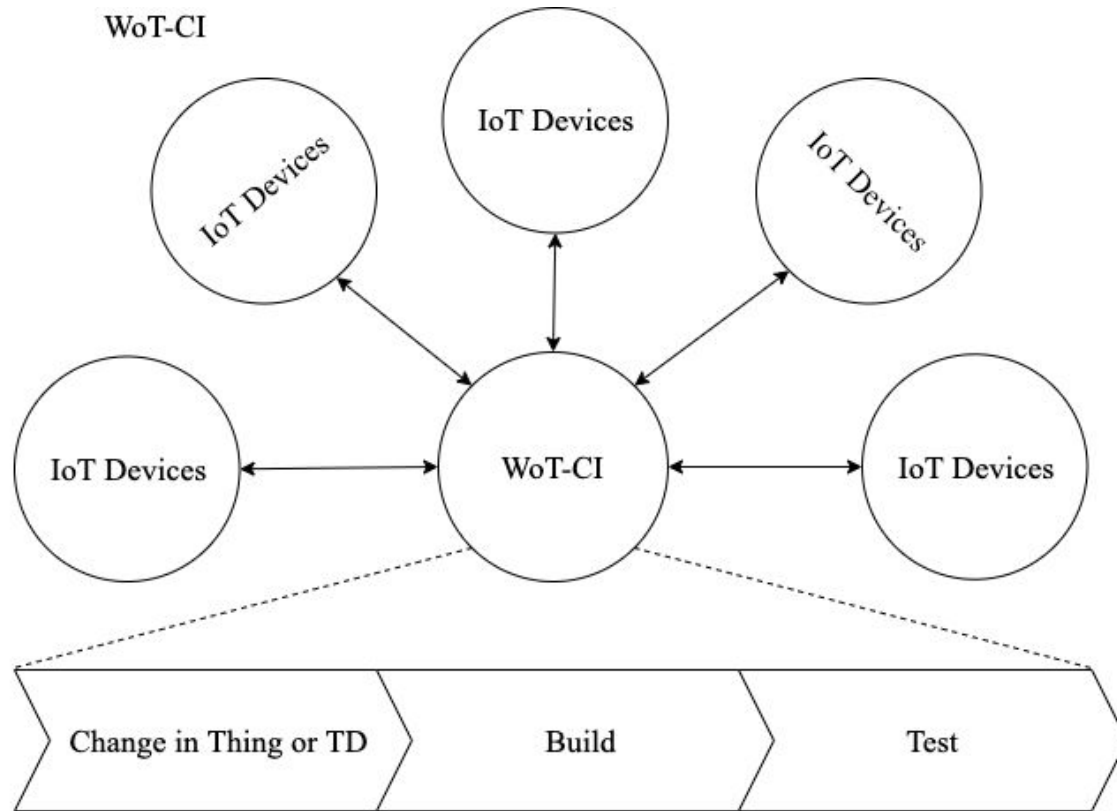 WoT-CI
IoT Devices
IoT Devices
IoT Devices
IoT Devices
WoT-CI
IoT Devices
Change in Thing or TD
Build
Test